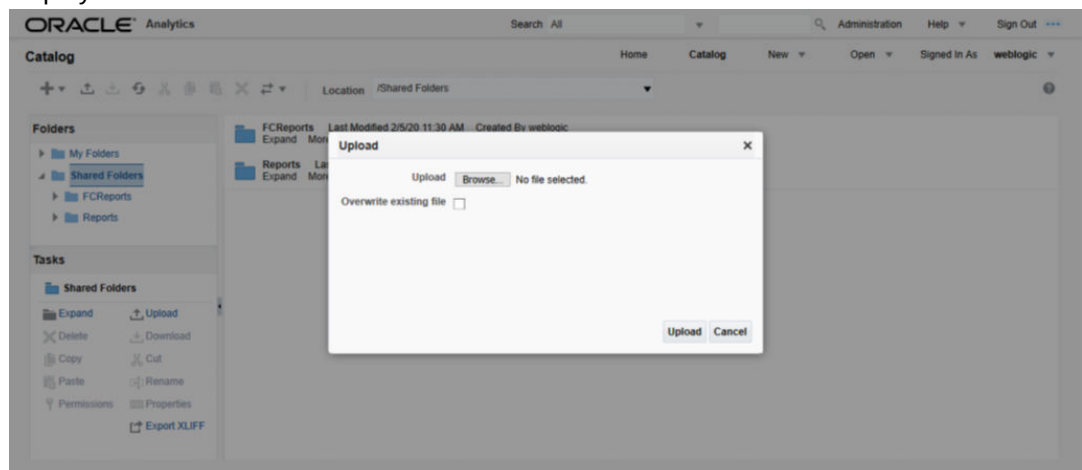 ORACLE Analytics Search All Administration Help Sign Out
Catalog Home Catalog New Open Signed In As weblogic
Location /Shared Folders
Folders
My Folders
Shared Folders
FCReports
Reports
FCReports Last Modified 2/5/20 11:30 AM Created By weblogic
Expand
Reports
Expand
Upload
Upload Browse... No file selected.
Overwrite existing file
Upload Cancel
Tasks
Shared Folders
Expand Upload
Delete Download
Copy Cut
Paste Rename
Permissions Properties
Export XLIFF